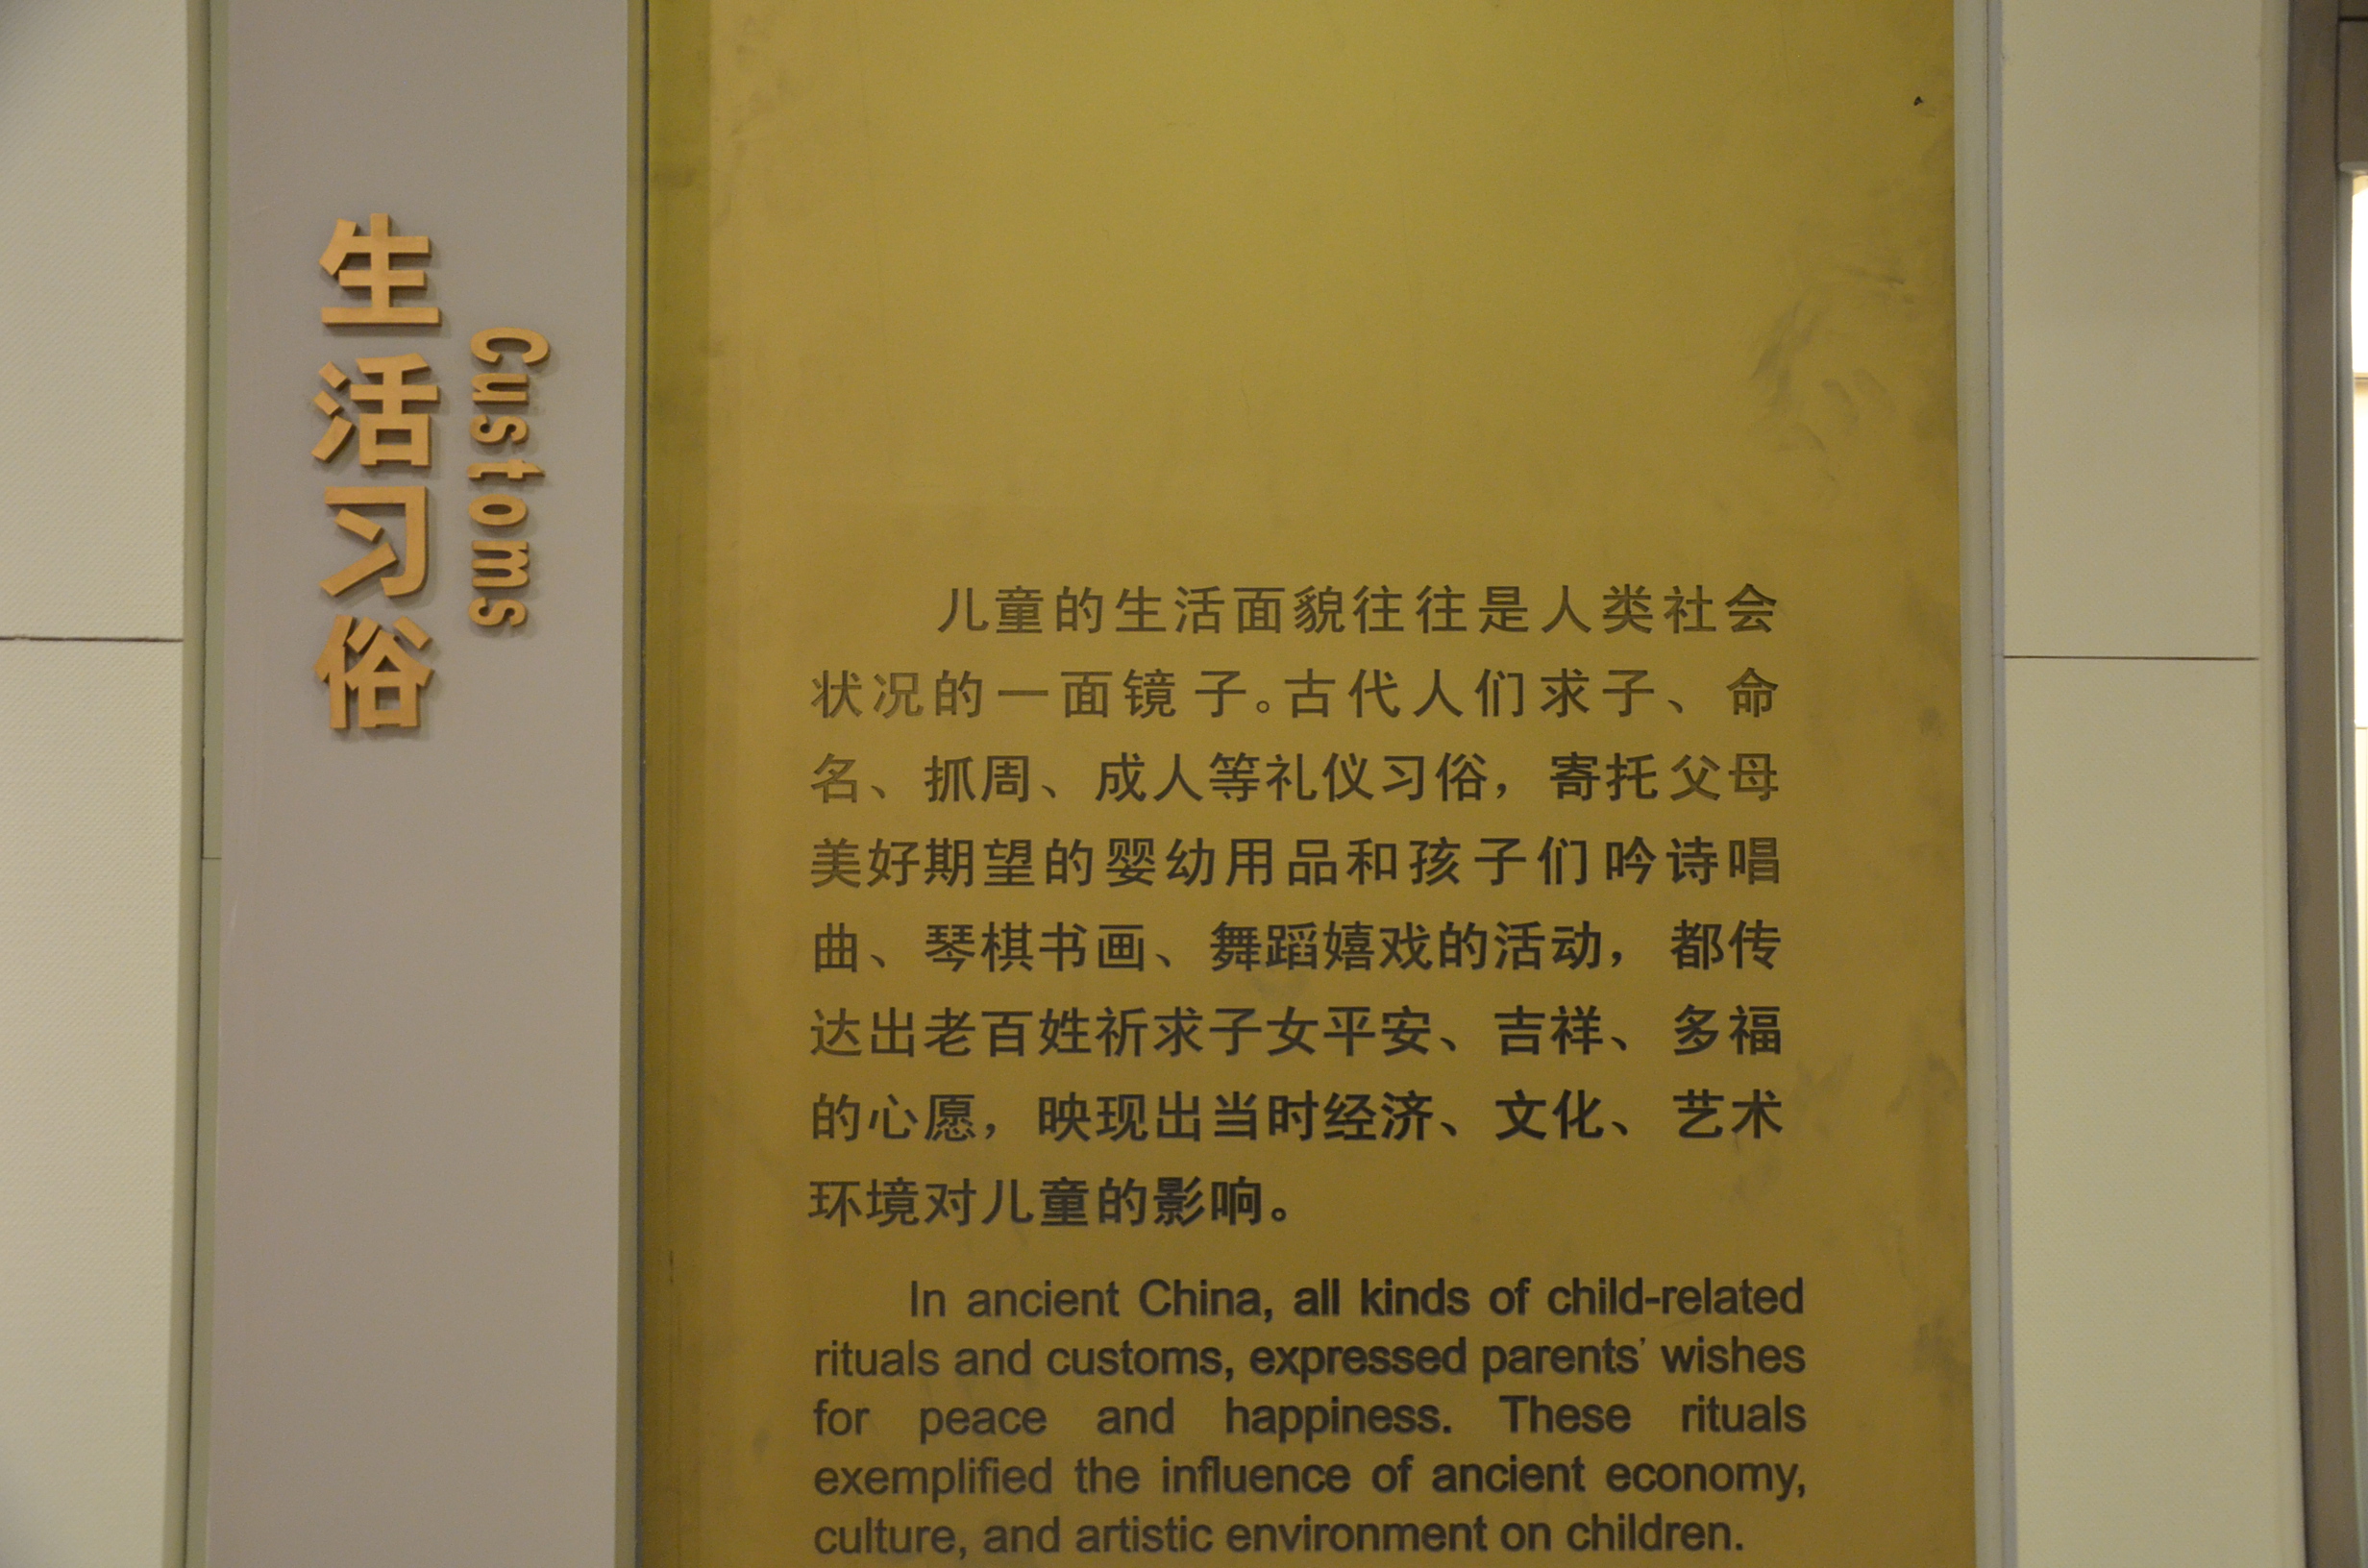 生活习俗
Customs
儿童的生活面貌往往是人类社会
状况的一面镜子。古代人们求子、命
名、抓周、成人等礼仪习俗，寄托父母
美好期望的婴幼用品和孩子们吟诗唱
曲、琴棋书画、舞蹈嬉戏的活动，都传
达出老百姓祈求子女平安、吉祥、多福
的心愿，映现出当时经济、文化、艺术
环境对儿童的影响。
In ancient China, all kinds of child-related
rituals and customs, expressed parents' wishes
for peace and happiness. These rituals
exemplified the influence of ancient economy,
culture, and artistic environment on children.